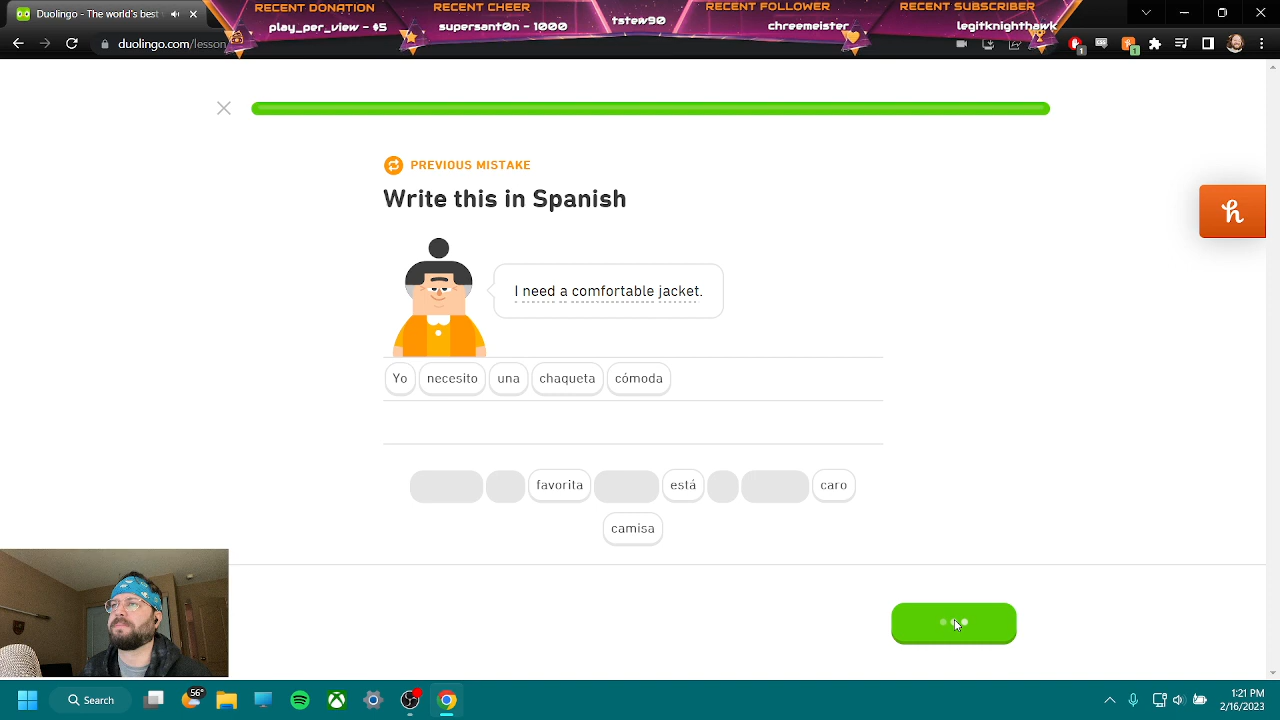 Duolingo - The
RECENT DONATION
play_per_view - $5
RECENT CHEER
supersant0n - 1000
tstew90
RECENT FOLLOWER
chreemeister
RECENT SUBSCRIBER
legitknighthawk
duolingo.com/lesson
1
1
PREVIOUS MISTAKE
Write this in Spanish
I need a comfortable jacket.
Yo necesito una chaqueta cómoda
favorita está caro
camisa
Search
56°
1:21 PM
2/16/2023